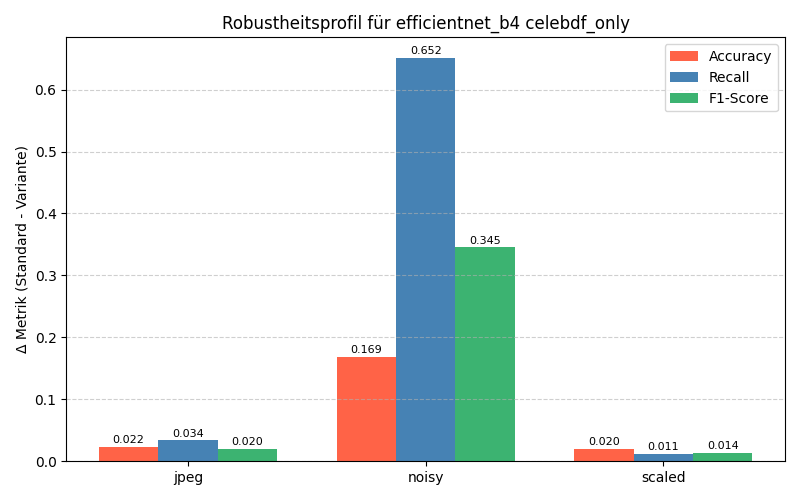 Robustheitsprofil für efficientnet_b4 celebdf_only
Δ Metrik (Standard - Variante)
0.6
0.5
0.4
0.3
0.2
0.1
0.0
Accuracy
Recall
F1-Score
0.022
0.034
0.020
0.169
0.652
0.345
0.020
0.011
0.014
jpeg
noisy
scaled